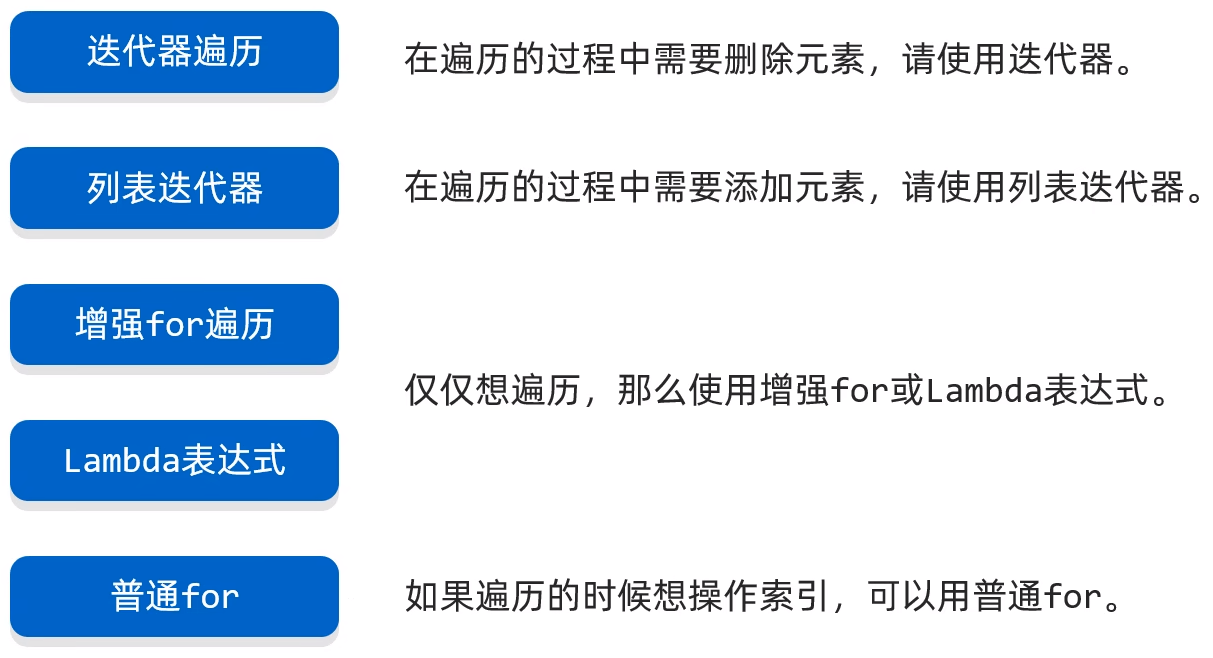 迭代器遍历
在遍历的过程中需要删除元素，请使用迭代器。
列表迭代器
在遍历的过程中需要添加元素，请使用列表迭代器。
增强for遍历
仅仅想遍历，那么使用增强for或Lambda表达式。
Lambda表达式
普通for
如果遍历的时候想操作索引，可以用普通for。